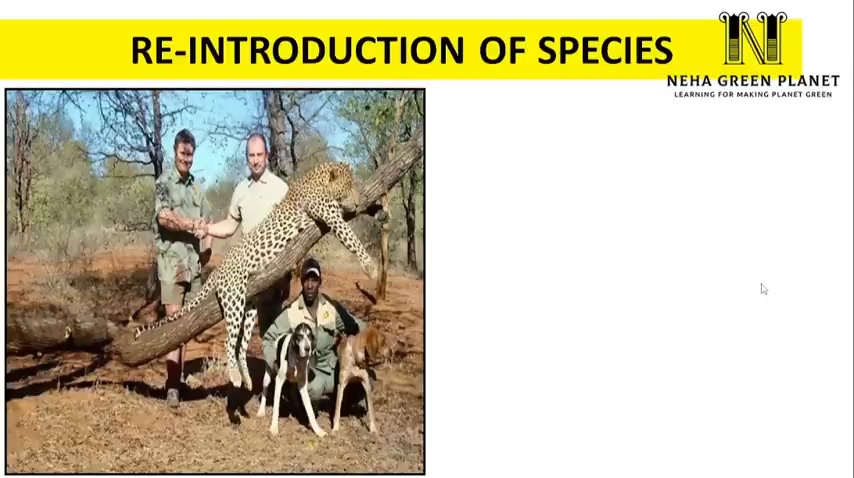 RE-INTRODUCTION OF SPECIES
N
NEHA GREEN PLANET
LEARNING FOR MAKING PLANET GREEN